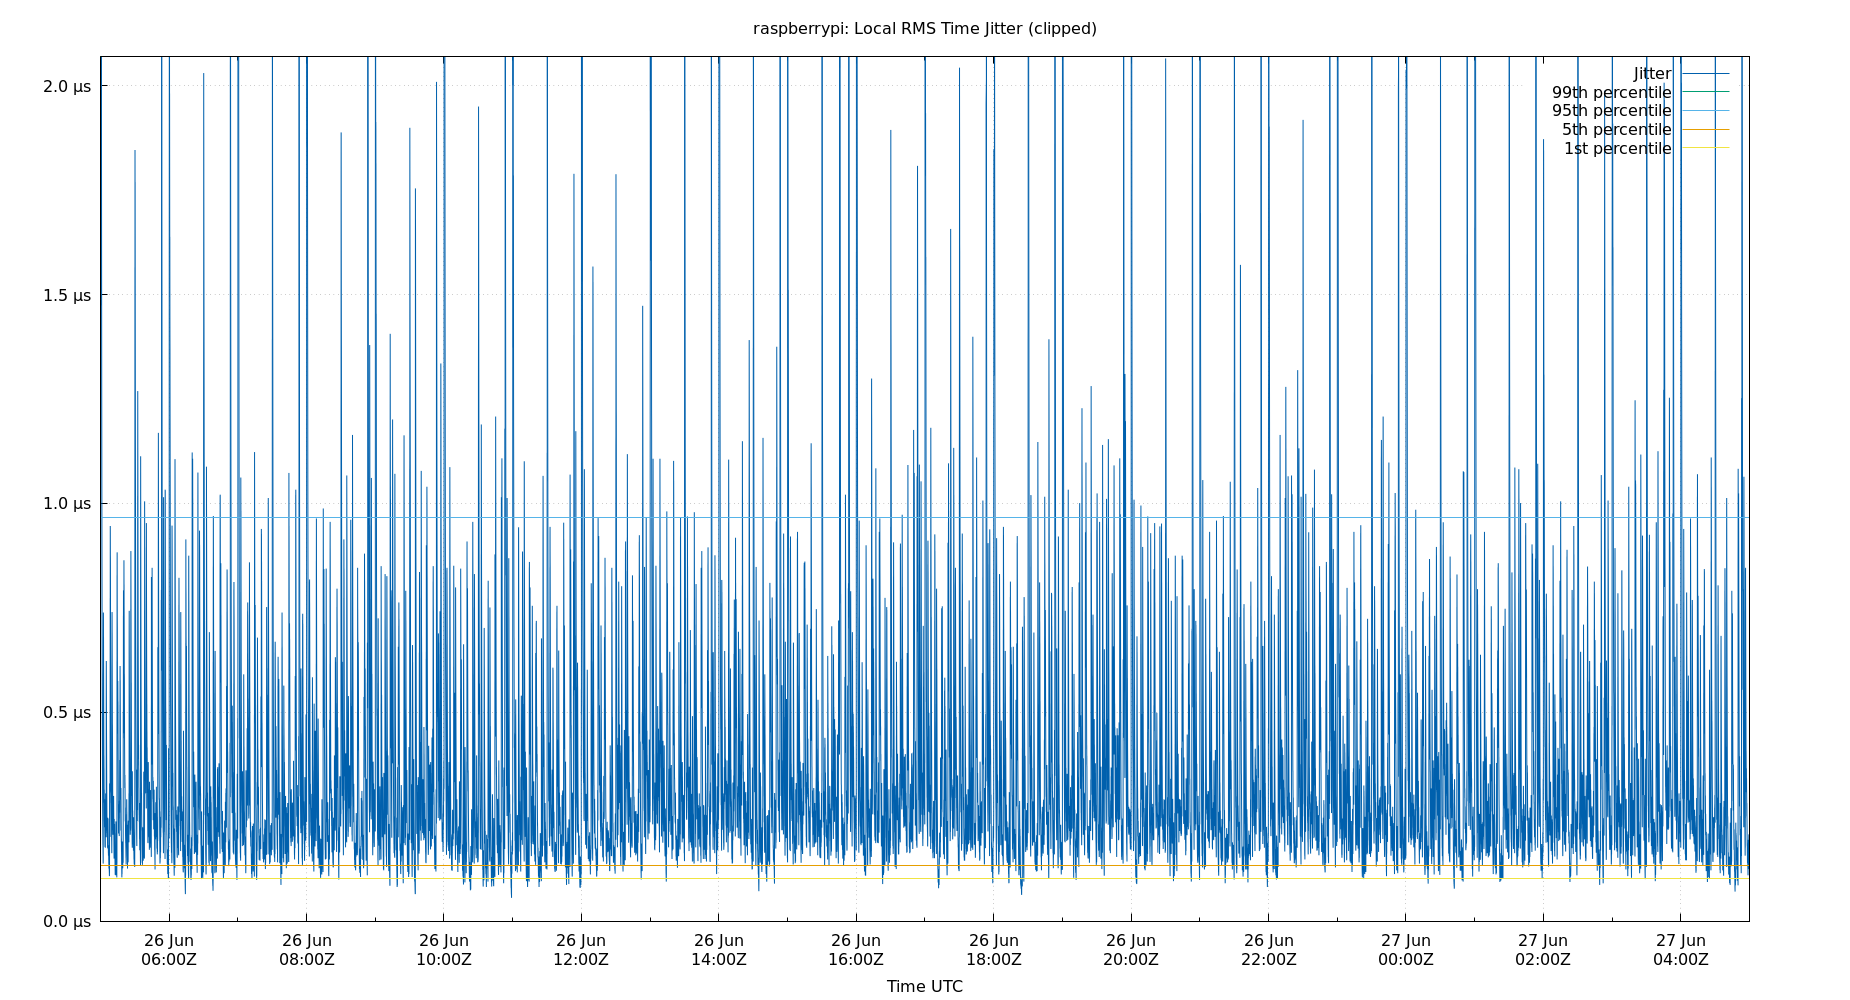 raspberrypi: Local RMS Time Jitter (clipped)
2.0 µs
1.5 µs
1.0 µs
0.5 µs
0.0 µs
Jitter
99th percentile
95th percentile
5th percentile
1st percentile
26 Jun
06:00Z
26 Jun
08:00Z
26 Jun
10:00Z
26 Jun
12:00Z
26 Jun
14:00Z
26 Jun
16:00Z
26 Jun
18:00Z
26 Jun
20:00Z
26 Jun
22:00Z
27 Jun
00:00Z
27 Jun
02:00Z
27 Jun
04:00Z
Time UTC